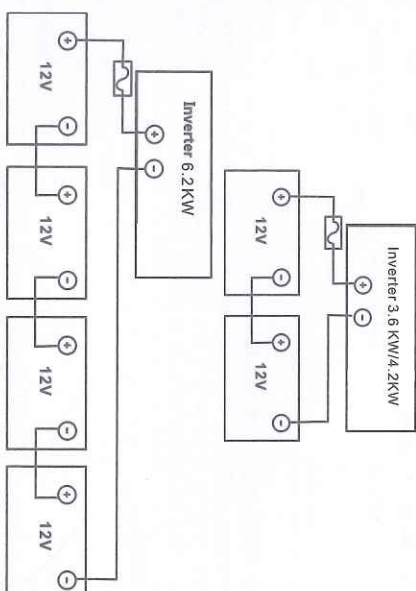 Inverter 3.6 KW/4.2KW
+
-
12V
+
-
12V
+
-
Inverter 6.2KW
+
-
12V
+
-
12V
+
-
12V
+
-
12V
+
-